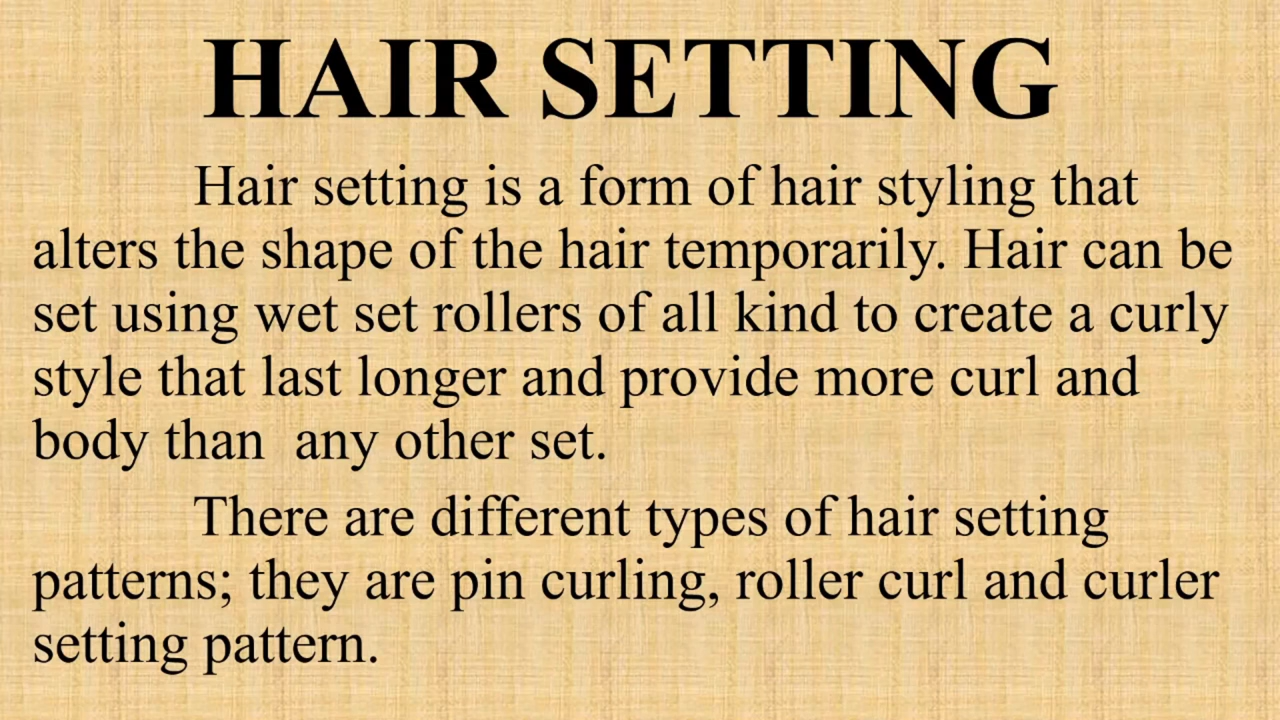 HAIR SETTING
Hair setting is a form of hair styling that
alters the shape of the hair temporarily. Hair can be
set using wet set rollers of all kind to create a curly
style that last longer and provide more curl and
body than  any other set.
There are different types of hair setting
patterns; they are pin curling, roller curl and curler
setting pattern.